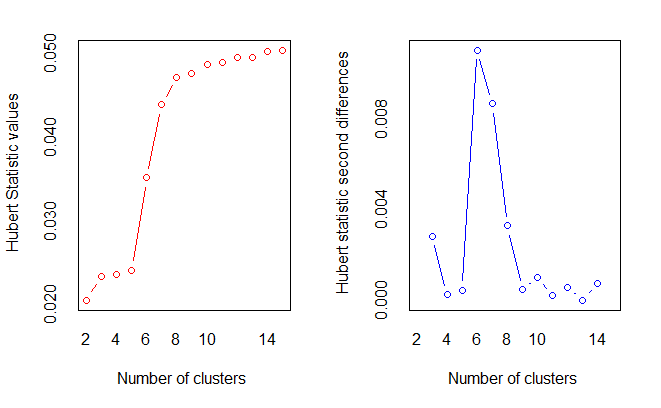 Hubert Statistic values
0.050
0.040
0.030
0.020
2 4 6 8 10 14
Number of clusters
Hubert statistic second differences
0.008
0.004
0.000
2 4 6 8 10 14
Number of clusters